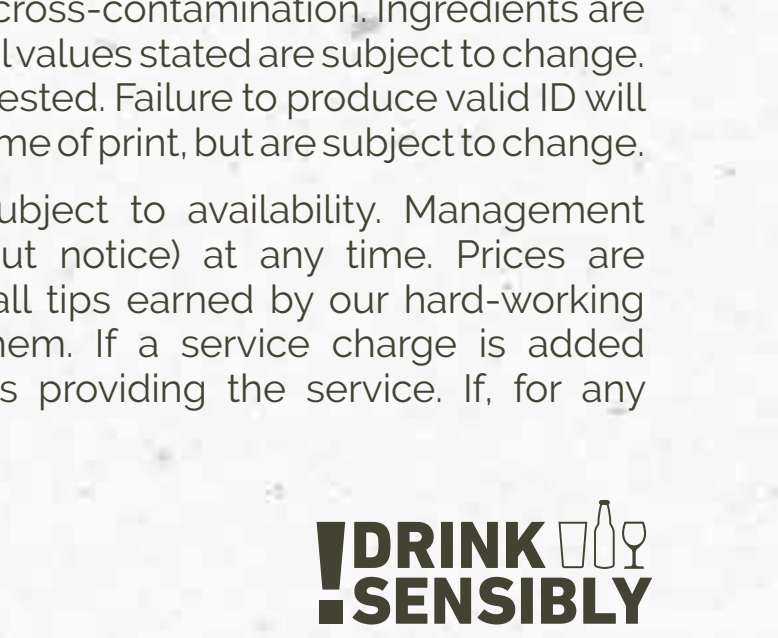 cross-contamination. Ingredients are
values stated are subject to change.
ested. Failure to produce valid ID will
me of print, but are subject to change.
ubject to availability. Management
ut notice) at any time. Prices are
all tips earned by our hard-working
hem. If a service charge is added
s providing the service. If, for any
! DRINK
SENSIBLY